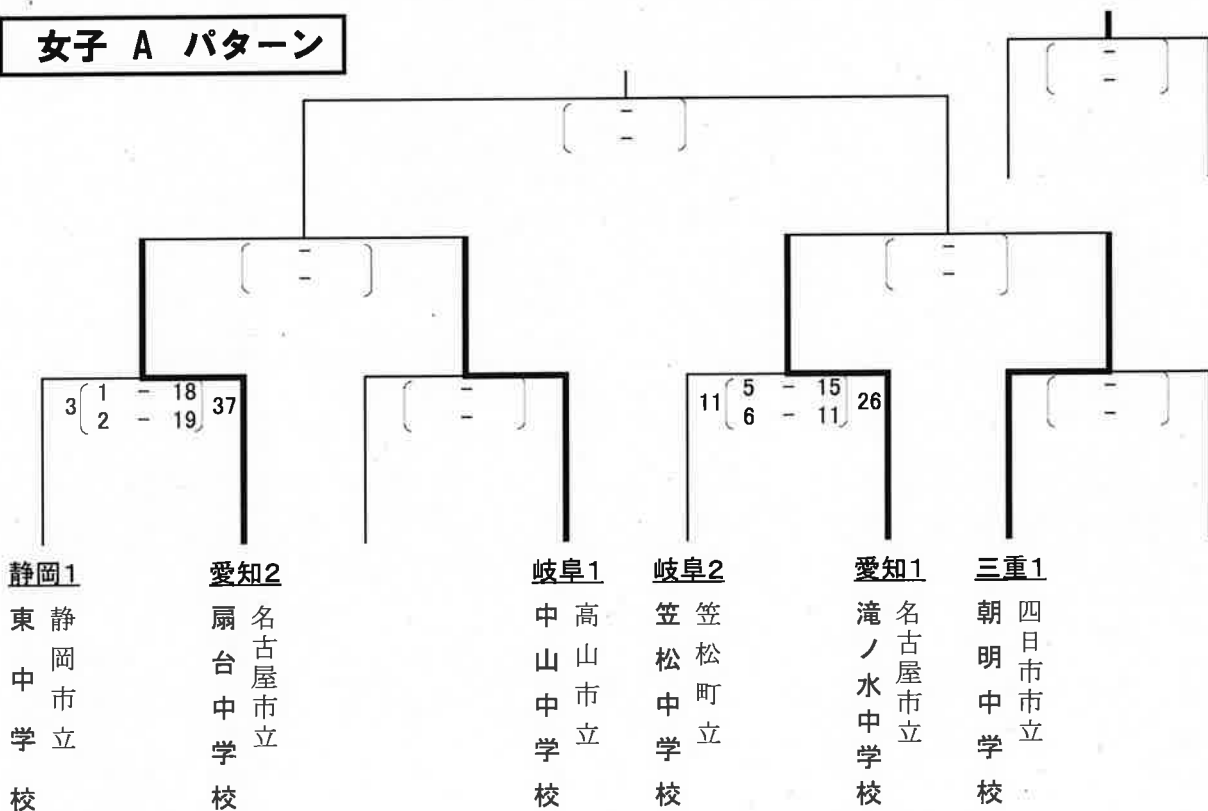 女子 A パターン
-
-
-
-
-
-
-
-
3 1 - 18 37
2 - 19
-
-
11 5 - 15 26
6 - 11
-
-
静岡1
静岡市立
東中学校
愛知2
名古屋市立
扇台中学校
岐阜1
高山市立
中山中学校
岐阜2
笠松町立
笠松中学校
愛知1
名古屋市立
滝ノ水中学校
三重1
四日市市立
朝明中学校